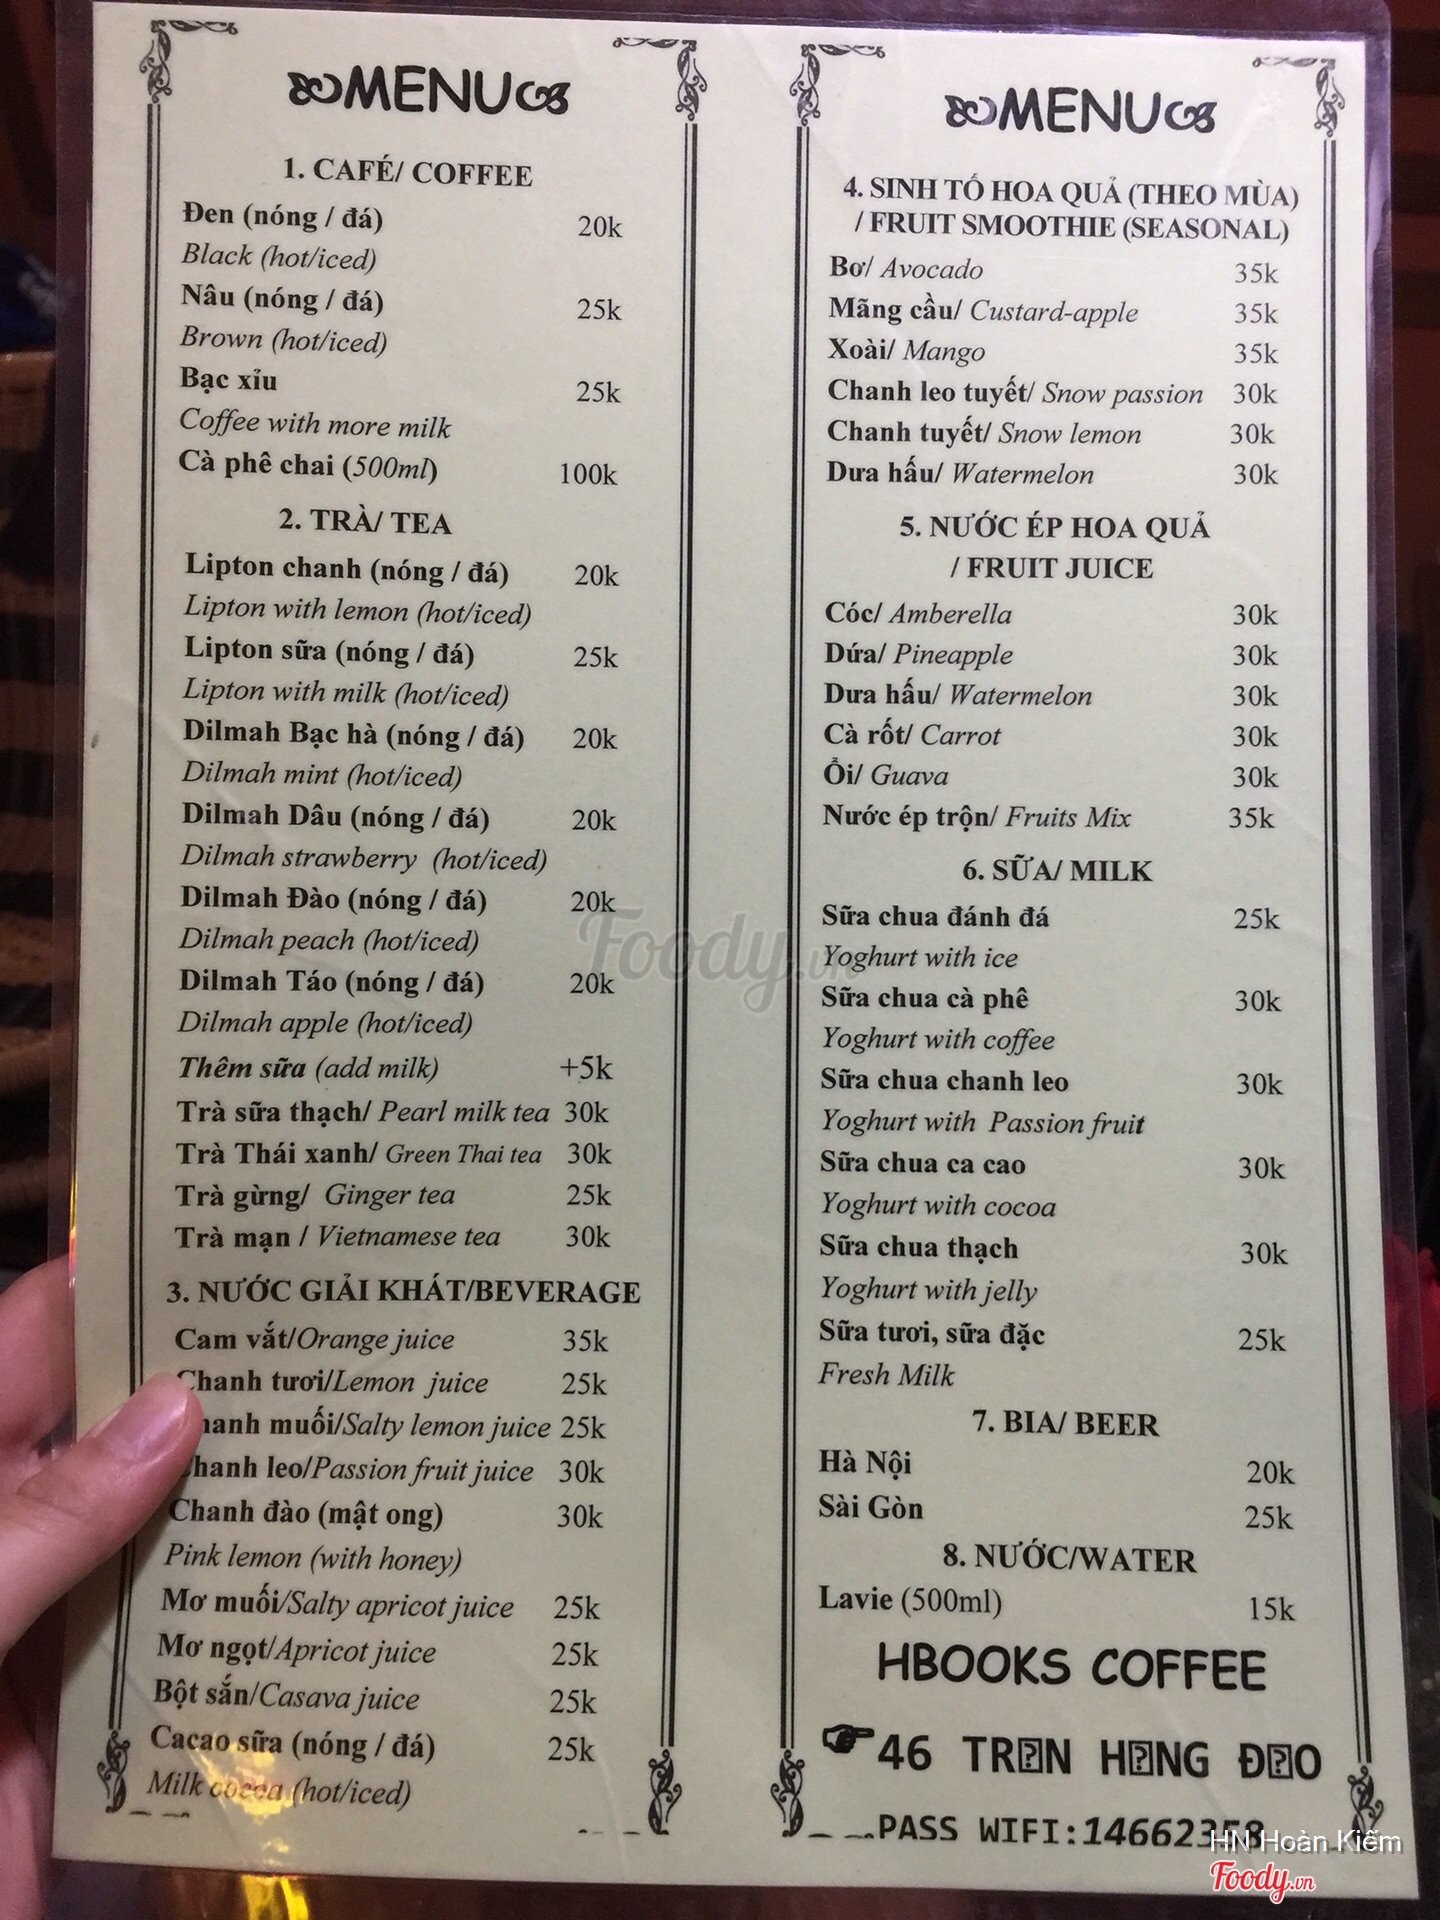 MENU
1. CAFÉ/ COFFEE
Đen (nóng / đá) 20k
Black (hot/iced)
Nâu (nóng / đá) 25k
Brown (hot/iced)
Bạc xỉu 25k
Coffee with more milk
Cà phê chai (500ml) 100k
2. TRÀ/ TEA
Lipton chanh (nóng / đá) 20k
Lipton with lemon (hot/iced)
Lipton sữa (nóng / đá) 25k
Lipton with milk (hot/iced)
Dilmah Bạc hà (nóng / đá) 20k
Dilmah mint (hot/iced)
Dilmah Dâu (nóng / đá) 20k
Dilmah strawberry (hot/iced)
Dilmah Đào (nóng / đá) 20k
Dilmah peach (hot/iced)
Dilmah Táo (nóng / đá) 20k
Dilmah apple (hot/iced)
Thêm sữa (add milk) +5k
Trà sữa thạch/ Pearl milk tea 30k
Trà Thái xanh/ Green Thai tea 30k
Trà gừng/ Ginger tea 25k
Trà mạn / Vietnamese tea 30k
3. NƯỚC GIẢI KHÁT/BEVERAGE
Cam vắt/Orange juice 35k
Chanh tươi/Lemon juice 25k
hanh muối/Salty lemon juice 25k
Chanh leo/Passion fruit juice 30k
Chanh đào (mật ong) 30k
Pink lemon (with honey)
Mơ muối/Salty apricot juice 25k
Mơ ngọt/Apricot juice 25k
Bột sắn/Casava juice 25k
Cacao sữa (nóng / đá) 25k
Milk cocoa (hot/iced)
MENU
4. SINH TỐ HOA QUẢ (THEO MÙA)
/ FRUIT SMOOTHIE (SEASONAL)
Bơ/ Avocado 35k
Mãng cầu/ Custard-apple 35k
Xoài/ Mango 35k
Chanh leo tuyết/ Snow passion 30k
Chanh tuyết/ Snow lemon 30k
Dưa hấu/ Watermelon 30k
5. NƯỚC ÉP HOA QUẢ
/ FRUIT JUICE
Cóc/ Amberella 30k
Dứa/ Pineapple 30k
Dưa hấu/ Watermelon 30k
Cà rốt/ Carrot 30k
Ổi/ Guava 30k
Nước ép trộn/ Fruits Mix 35k
6. SỮA/ MILK
Sữa chua đánh đá 25k
Yoghurt with ice
Sữa chua cà phê 30k
Yoghurt with coffee
Sữa chua chanh leo 30k
Yoghurt with Passion fruit
Sữa chua ca cao 30k
Yoghurt with cocoa
Sữa chua thạch 30k
Yoghurt with jelly
Sữa tươi, sữa đặc 25k
Fresh Milk
7. BIA/ BEER
Hà Nội 20k
Sài Gòn 25k
8. NƯỚC/WATER
Lavie (500ml) 15k
HBOOKS COFFEE
46 TR⍰N H⍰NG Đ⍰O
PASS WIFI:14662358
Foody.vn
HN Hoàn Kiếm
Foody.vn